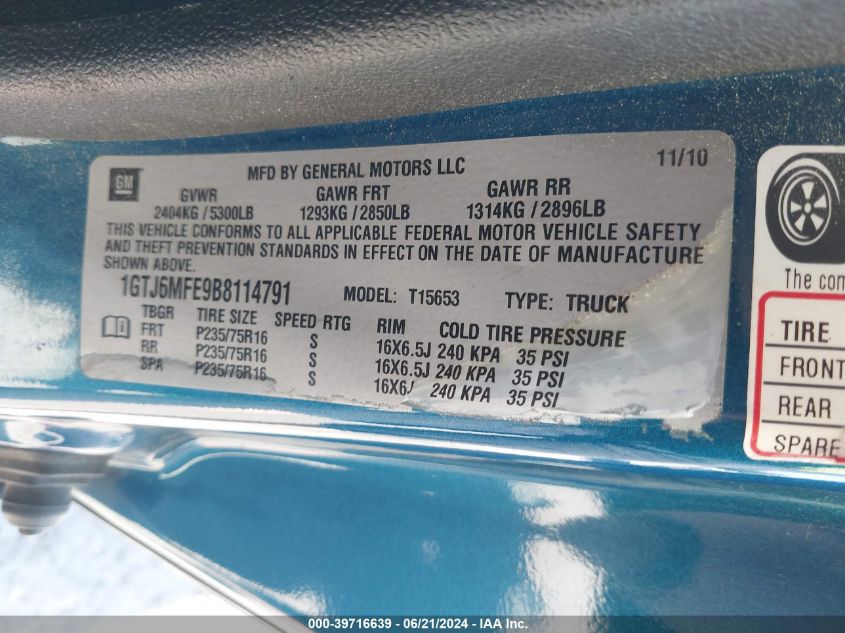 GM
MFD BY GENERAL MOTORS LLC 11/10
GVWR GAWR FRT GAWR RR
2404KG / 5300LB 1293KG / 2850LB 1314KG / 2896LB
THIS VEHICLE CONFORMS TO ALL APPLICABLE FEDERAL MOTOR VEHICLE SAFETY
AND THEFT PREVENTION STANDARDS IN EFFECT ON THE DATE OF MANUFACTURE
SHOWN ABOVE.
1GTJ6MFE9B8114791 MODEL: T15653 TYPE: TRUCK
TBGR TIRE SIZE SPEED RTG RIM COLD TIRE PRESSURE
FRT P235/75R16 S 16X6.5J 240 KPA 35 PSI
RR P235/75R16 S 16X6.5J 240 KPA 35 PSI
SPA P235/75R16 S 16X6J 240 KPA 35 PSI
The com
TIRE
FRONT
REAR
SPARE
000-39716639 - 06/21/2024 - IAA Inc.